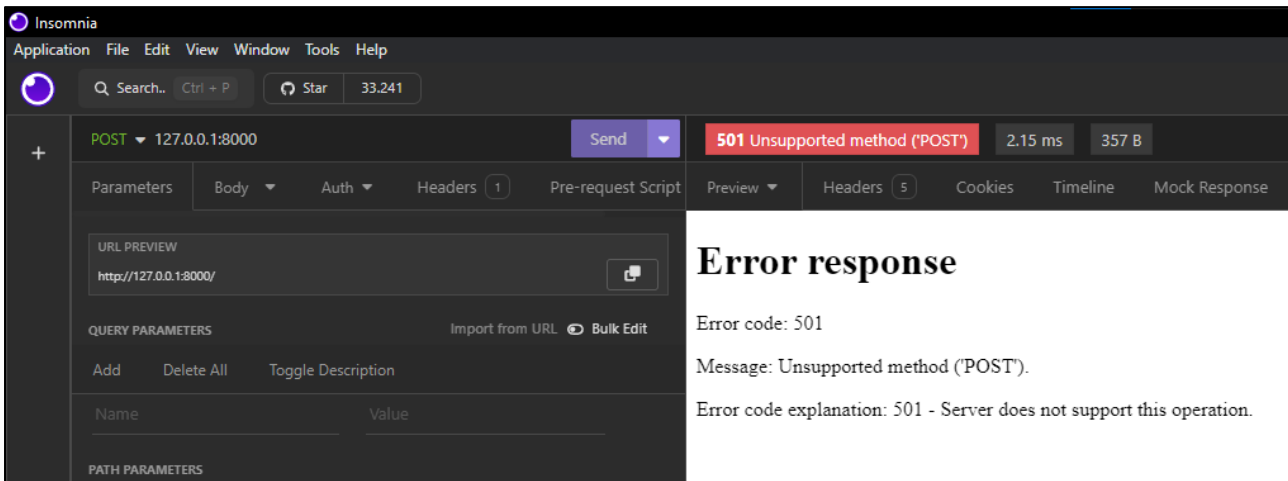 Insomnia
Application File Edit View Window Tools Help
Search.. Ctrl + P Star 33.241
POST 127.0.0.1:8000 Send 501 Unsupported method ('POST') 2.15 ms 357 B
+
Parameters Body Auth Headers 1 Pre-request Script Preview Headers 5 Cookies Timeline Mock Response
URL PREVIEW
http://127.0.0.1:8000/
QUERY PARAMETERS Import from URL Bulk Edit
Add Delete All Toggle Description
Name Value
PATH PARAMETERS
Error response
Error code: 501
Message: Unsupported method ('POST').
Error code explanation: 501 - Server does not support this operation.